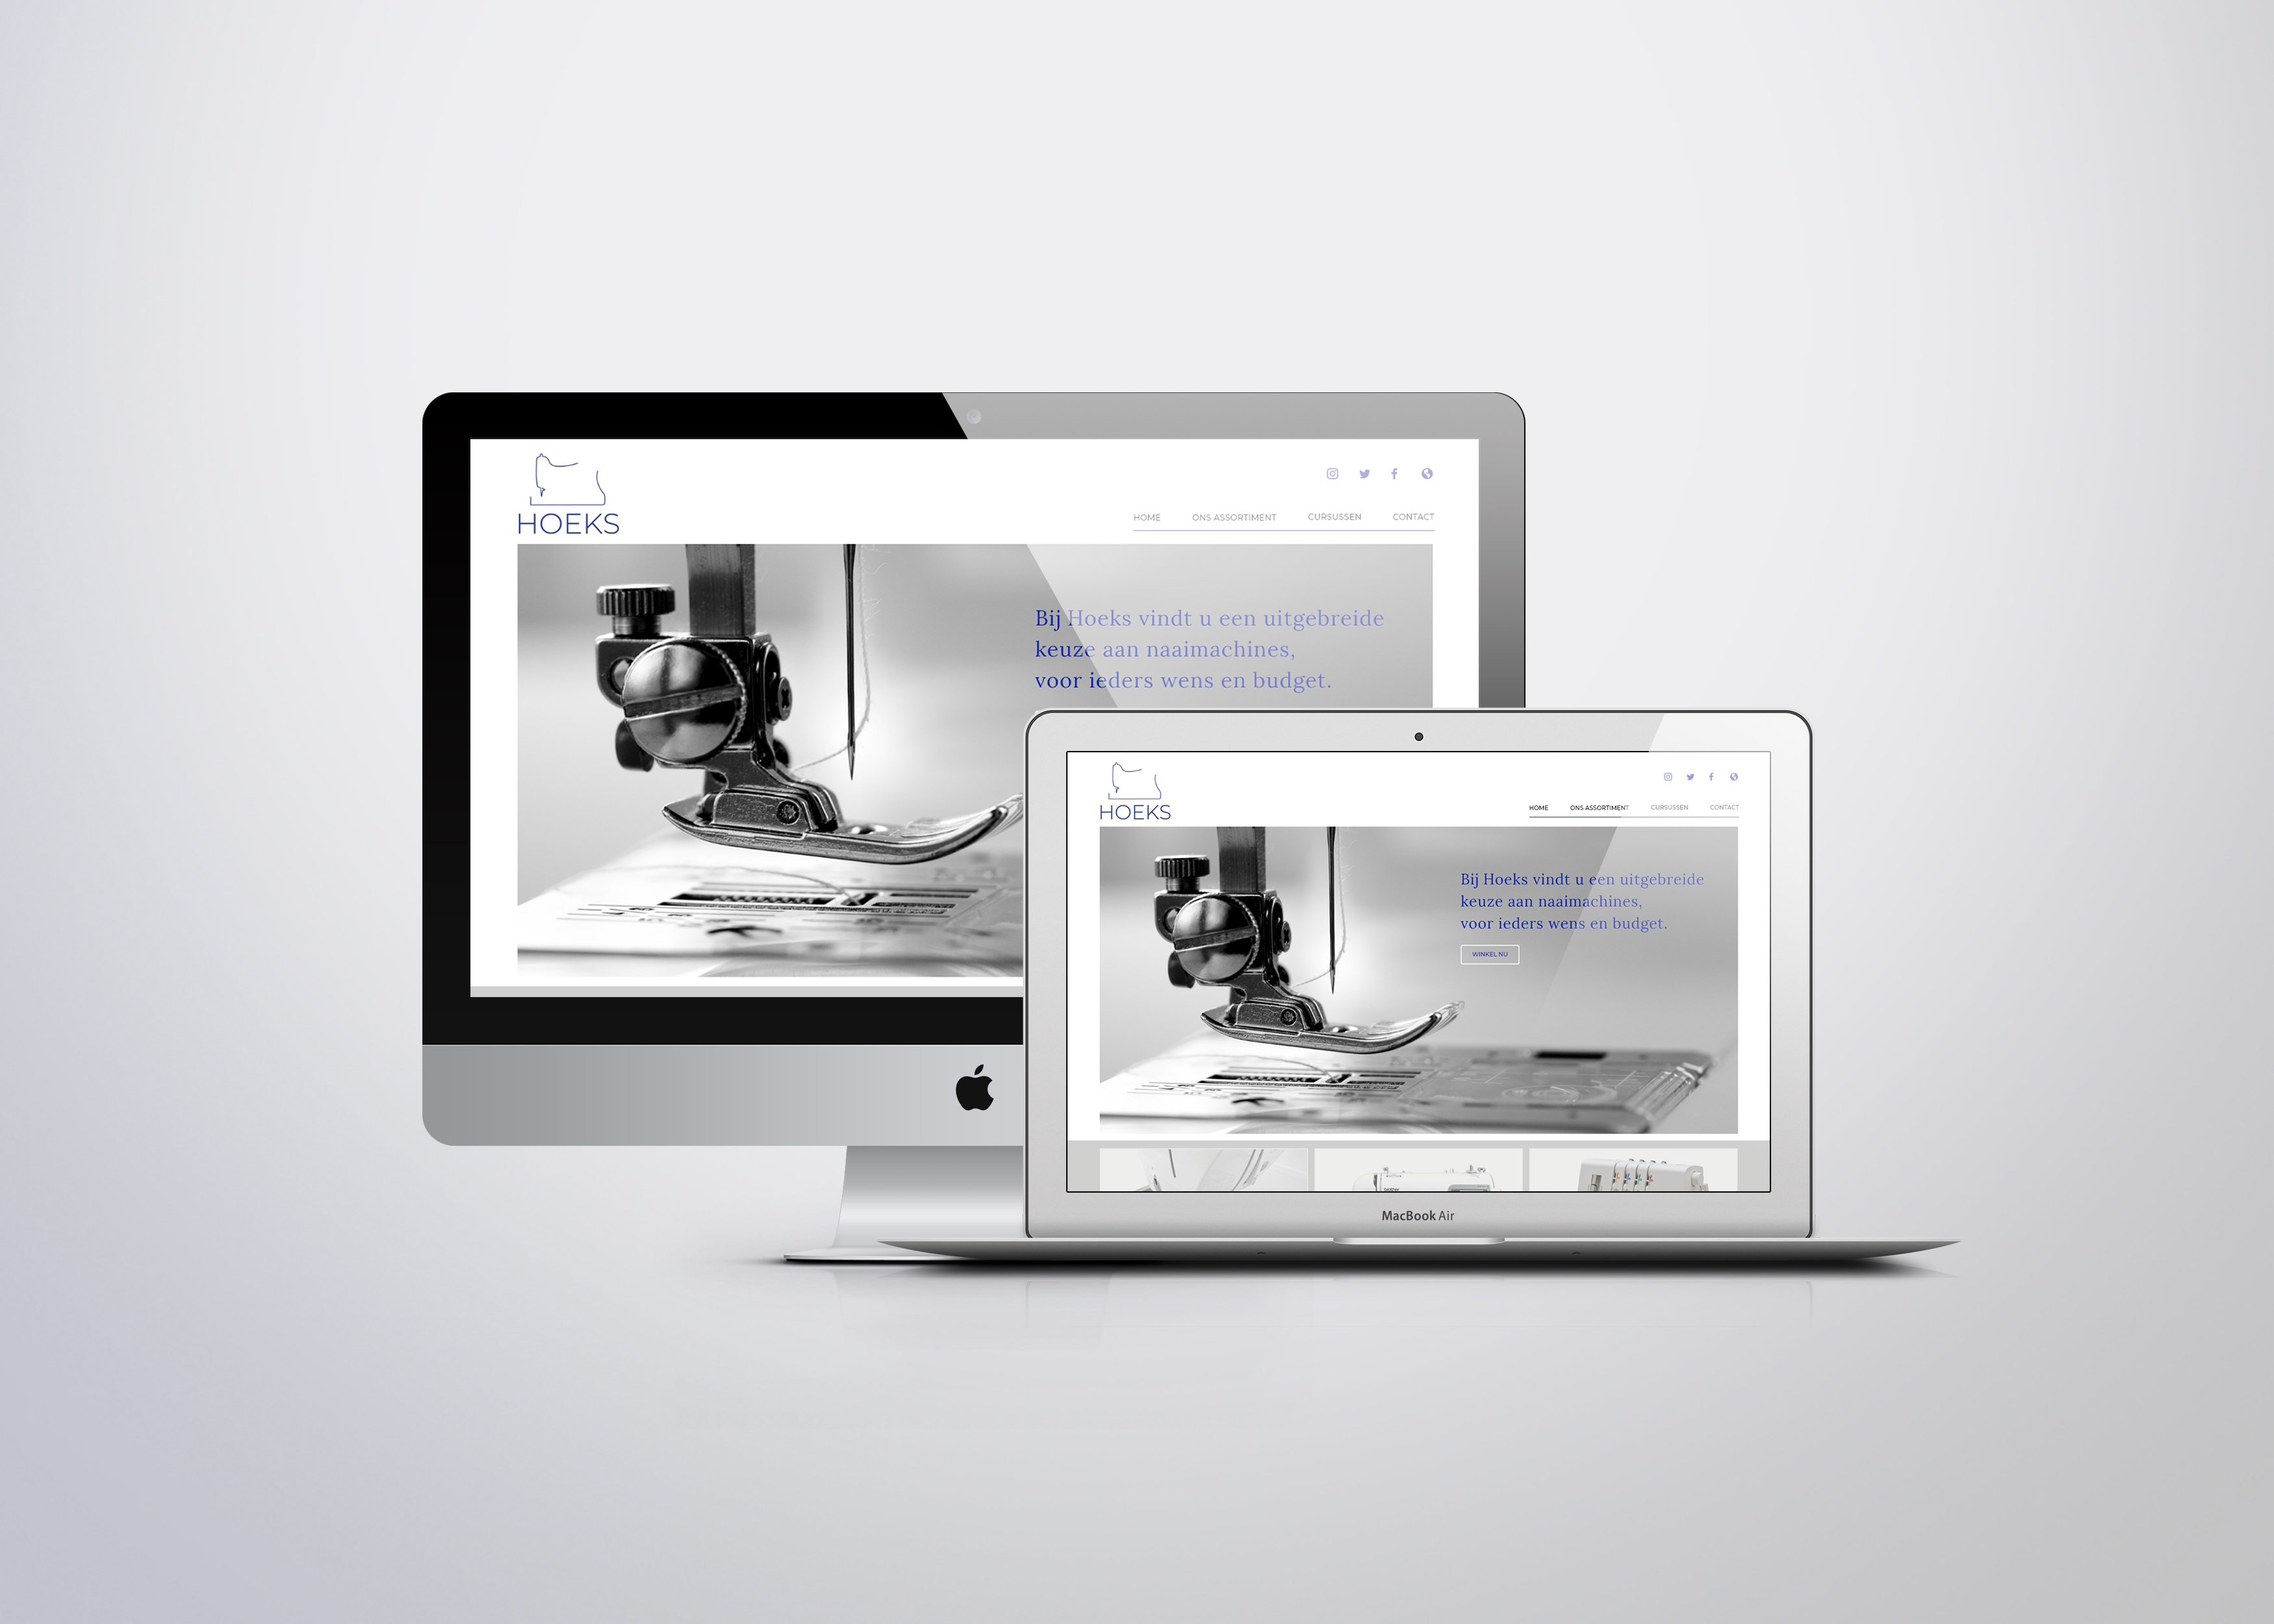 HOEKS
HOME ONS ASSORTIMENT CURSUSSEN CONTACT
Bij Hoeks vindt u een uitgebreide
keuze aan naaimachines,
voor ieders wens en budget.
HOEKS
HOME ONS ASSORTIMENT CURSUSSEN CONTACT
Bij Hoeks vindt u een uitgebreide
keuze aan naaimachines,
voor ieders wens en budget.
WINKEL NU
brother
MacBook Air